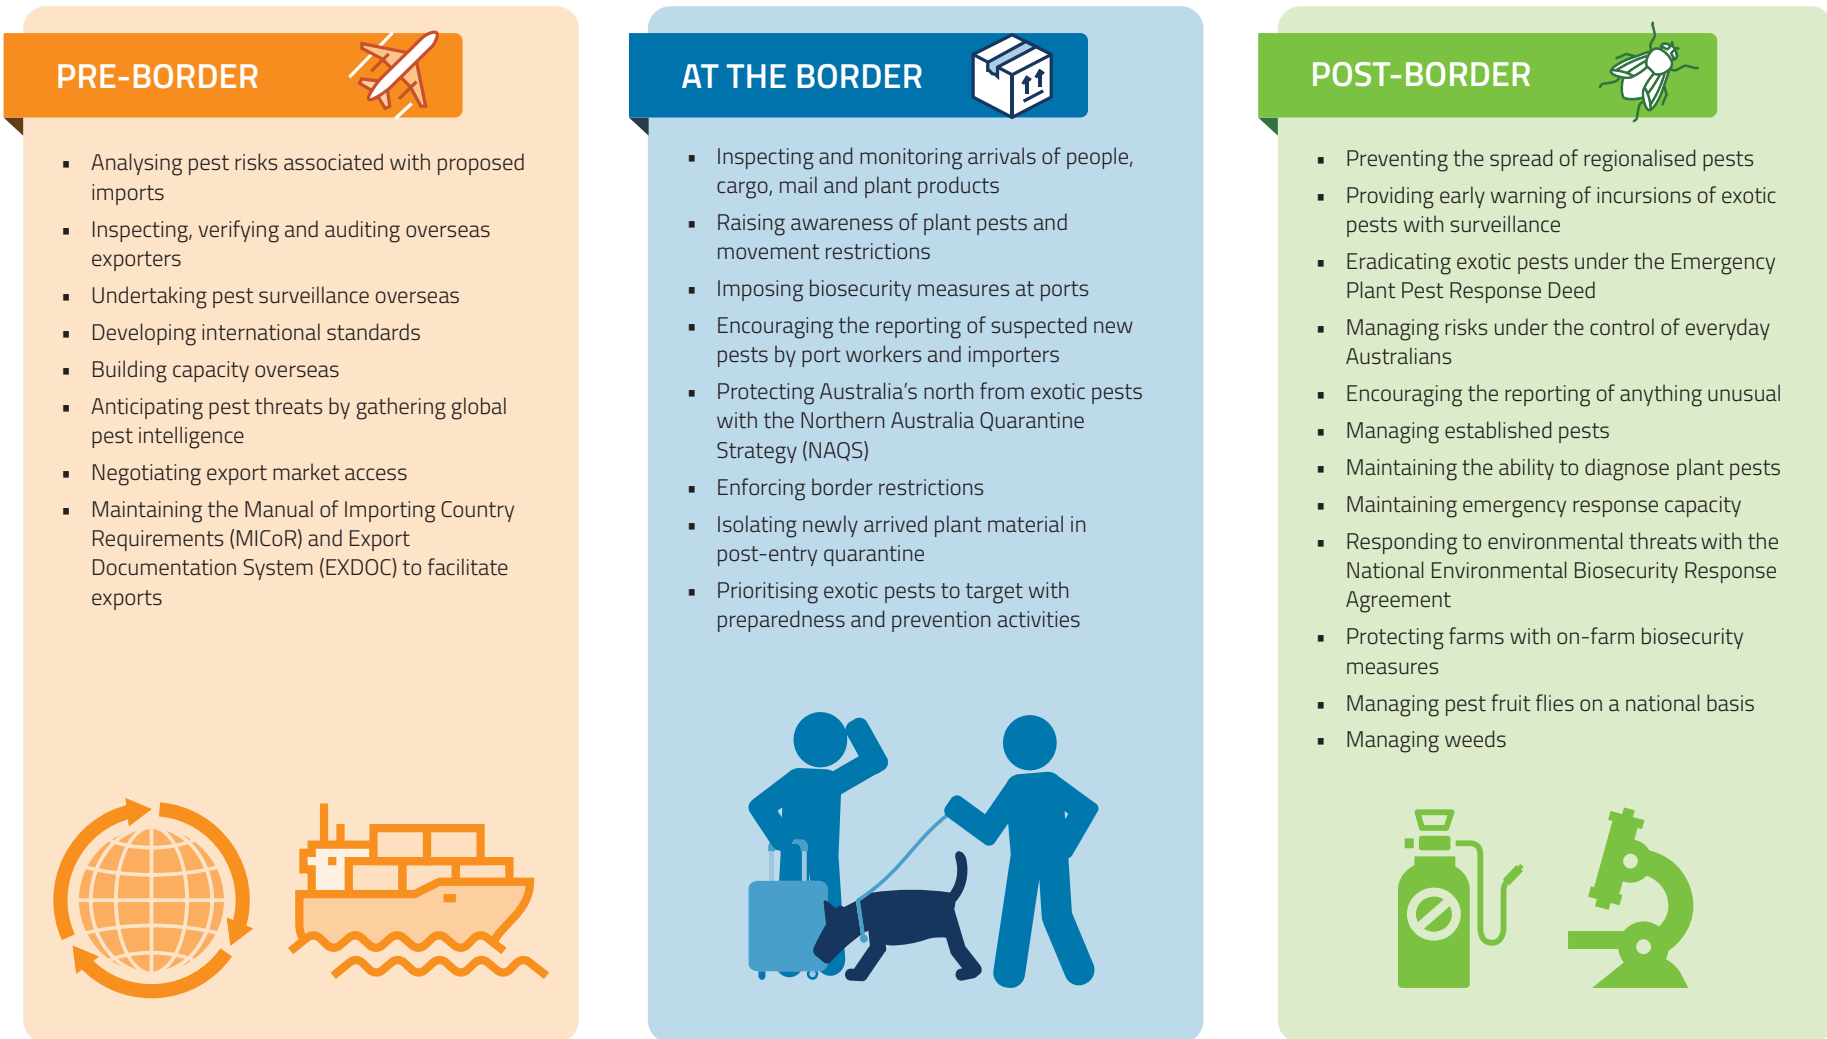 PRE-BORDER
▪ Analysing pest risks associated with proposed
imports
▪ Inspecting, verifying and auditing overseas
exporters
▪ Undertaking pest surveillance overseas
▪ Developing international standards
▪ Building capacity overseas
▪ Anticipating pest threats by gathering global
pest intelligence
▪ Negotiating export market access
▪ Maintaining the Manual of Importing Country
Requirements (MICoR) and Export
Documentation System (EXDOC) to facilitate
exports
AT THE BORDER
▪ Inspecting and monitoring arrivals of people,
cargo, mail and plant products
▪ Raising awareness of plant pests and
movement restrictions
▪ Imposing biosecurity measures at ports
▪ Encouraging the reporting of suspected new
pests by port workers and importers
▪ Protecting Australia’s north from exotic pests
with the Northern Australia Quarantine
Strategy (NAQS)
▪ Enforcing border restrictions
▪ Isolating newly arrived plant material in
post-entry quarantine
▪ Prioritising exotic pests to target with
preparedness and prevention activities
POST-BORDER
▪ Preventing the spread of regionalised pests
▪ Providing early warning of incursions of exotic
pests with surveillance
▪ Eradicating exotic pests under the Emergency
Plant Pest Response Deed
▪ Managing risks under the control of everyday
Australians
▪ Encouraging the reporting of anything unusual
▪ Managing established pests
▪ Maintaining the ability to diagnose plant pests
▪ Maintaining emergency response capacity
▪ Responding to environmental threats with the
National Environmental Biosecurity Response
Agreement
▪ Protecting farms with on-farm biosecurity
measures
▪ Managing pest fruit flies on a national basis
▪ Managing weeds